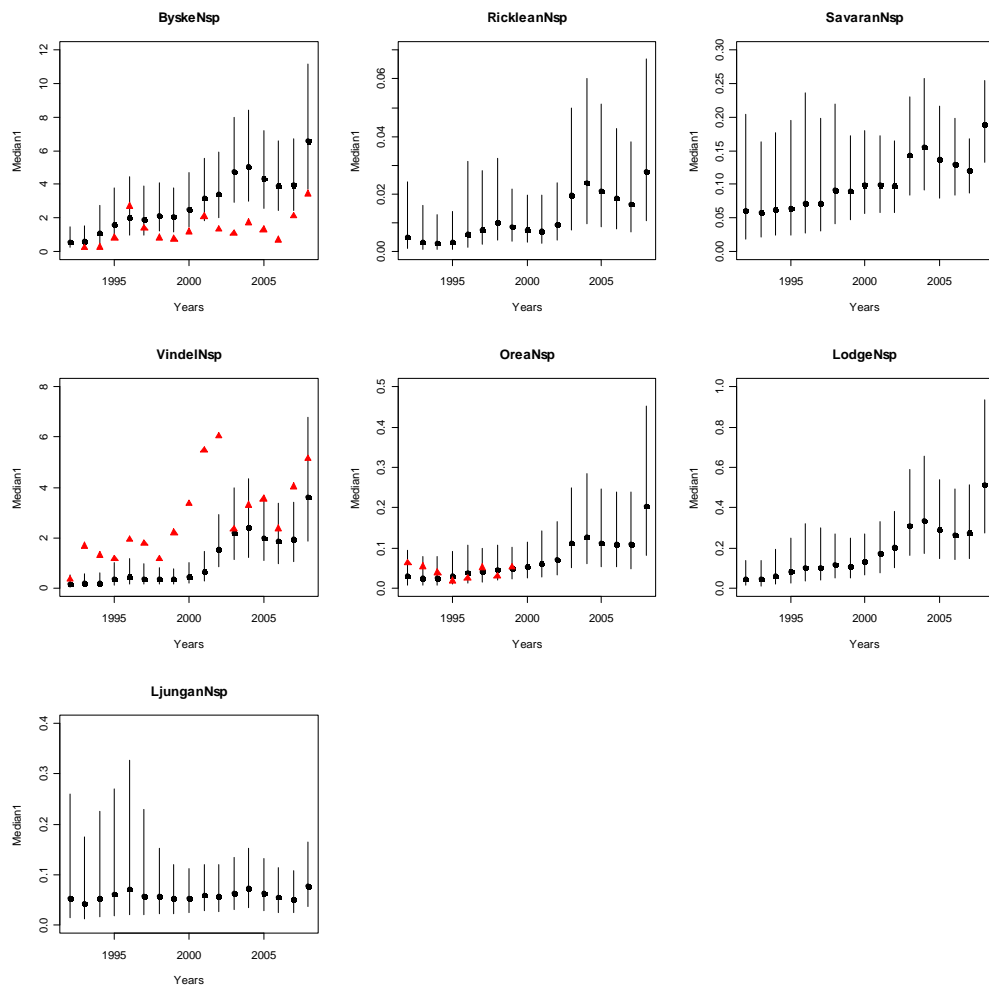 ByskeNsp
RickleanNsp
SavaranNsp
Median1
0 2 4 6 8 10 12
Median1
0.00 0.02 0.04 0.06
Median1
0.00 0.05 0.10 0.15 0.20 0.25 0.30
1995 2000 2005
1995 2000 2005
1995 2000 2005
Years
Years
Years
VindelNsp
OreaNsp
LodgeNsp
Median1
0 2 4 6 8
Median1
0.0 0.1 0.2 0.3 0.4 0.5
Median1
0.0 0.2 0.4 0.6 0.8 1.0
1995 2000 2005
1995 2000 2005
1995 2000 2005
Years
Years
Years
LjunganNsp
Median1
0.0 0.1 0.2 0.3 0.4
1995 2000 2005
Years